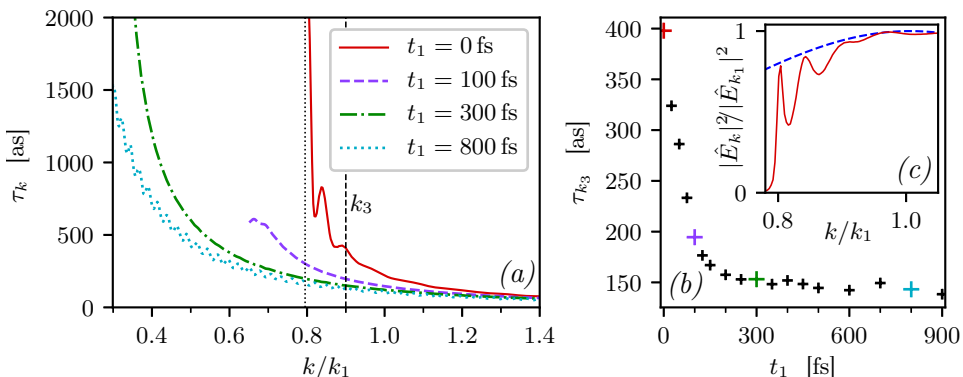 2000
1500
1000
500
0
τ_k [as]
0.4 0.6 0.8 1.0 1.2 1.4
k/k_1
t_1 = 0 fs
t_1 = 100 fs
t_1 = 300 fs
t_1 = 800 fs
k_3
(a)
400
350
300
250
200
150
τ_{k_3} [as]
0 300 600 900
t_1 [fs]
(b)
1
0
|Ê_k|^2/|Ê_{k_1}|^2
0.8 1.0
k/k_1
(c)